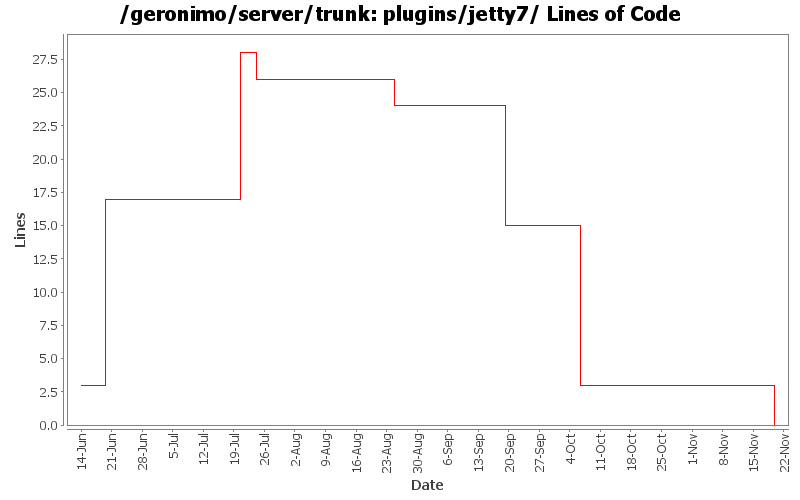 /geronimo/server/trunk: plugins/jetty7/ Lines of Code
27.5
25.0
22.5
20.0
17.5
15.0
12.5
10.0
7.5
5.0
2.5
0.0
Lines
14-Jun
21-Jun
28-Jun
5-Jul
12-Jul
19-Jul
26-Jul
2-Aug
9-Aug
16-Aug
23-Aug
30-Aug
6-Sep
13-Sep
20-Sep
27-Sep
4-Oct
11-Oct
18-Oct
25-Oct
1-Nov
8-Nov
15-Nov
22-Nov
Date